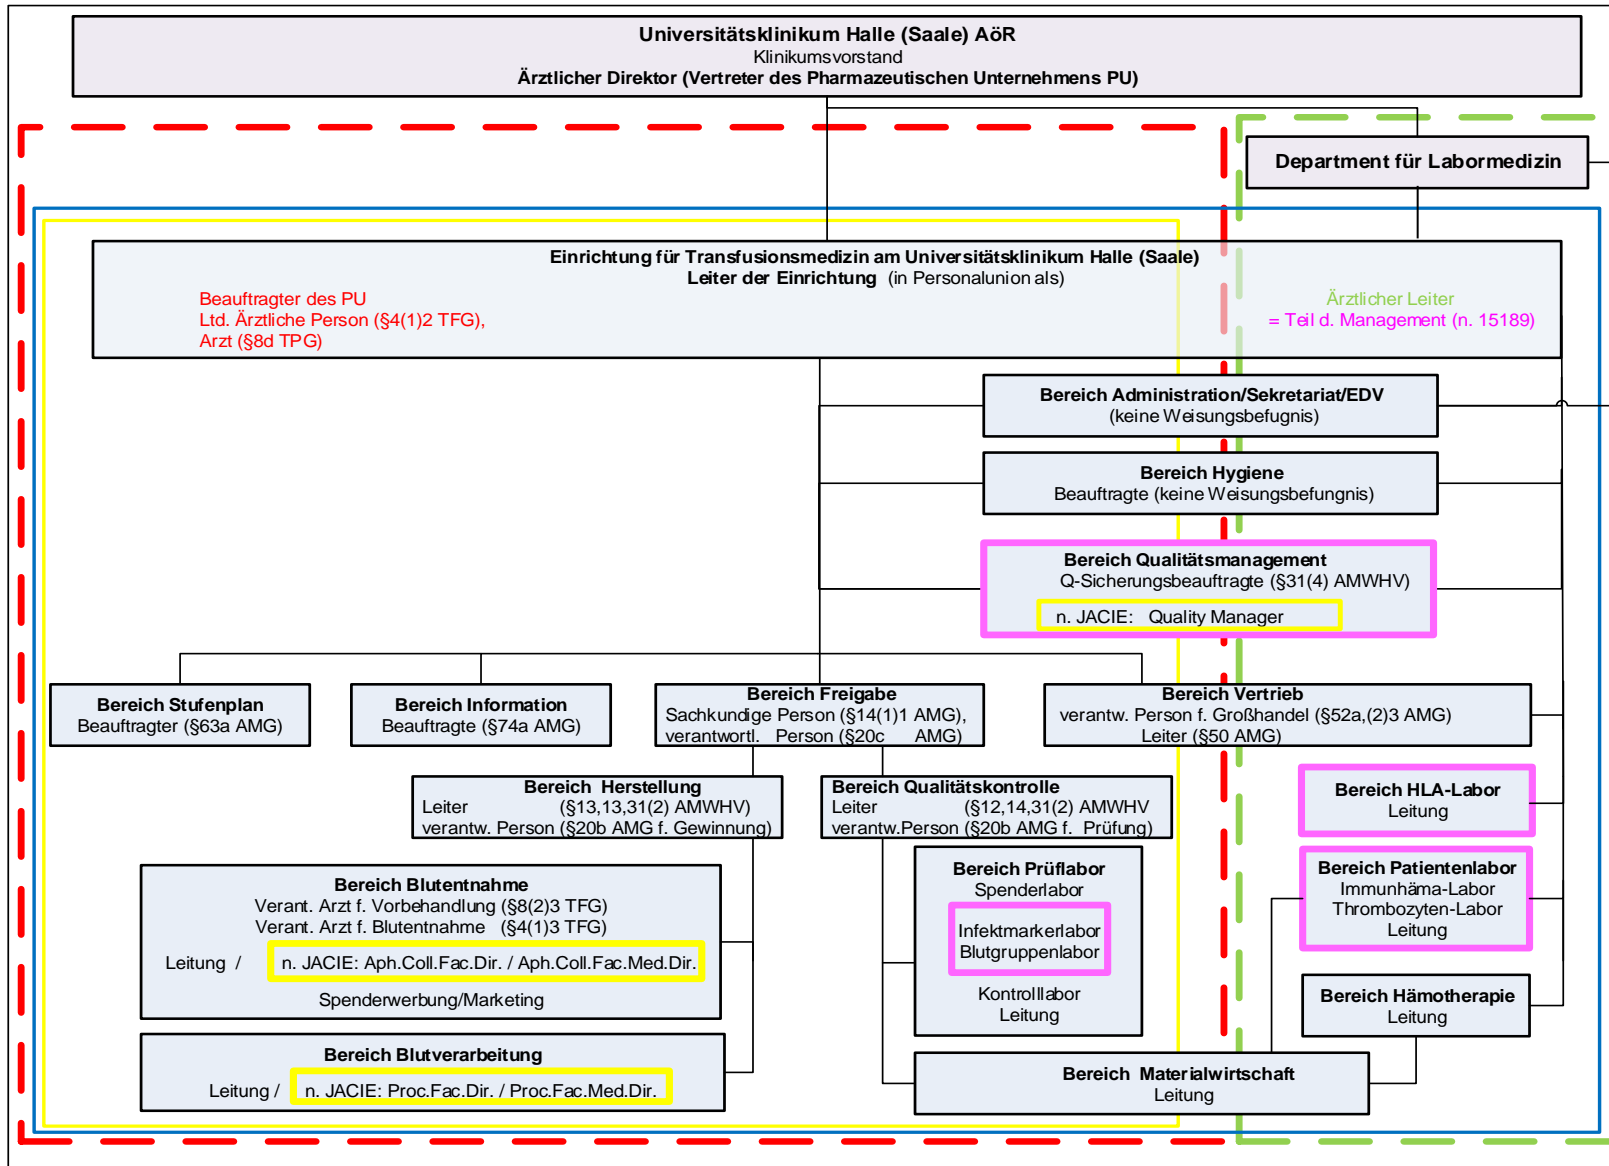 Universitätsklinikum Halle (Saale) AöR
Klinikumsvorstand
Ärztlicher Direktor (Vertreter des Pharmazeutischen Unternehmens PU)
Department für Labormedizin
Einrichtung für Transfusionsmedizin am Universitätsklinikum Halle (Saale)
Leiter der Einrichtung (in Personalunion als)
Beauftragter des PU
Ltd. Ärztliche Person (§4(1)2 TFG),
Arzt (§8d TPG)
Ärztlicher Leiter
= Teil d. Management (n. 15189)
Bereich Administration/Sekretariat/EDV
(keine Weisungsbefugnis)
Bereich Hygiene
Beauftragte (keine Weisungsbefungnis)
Bereich Qualitätsmanagement
Q-Sicherungsbeauftragte (§31(4) AMWHV)
n. JACIE: Quality Manager
Bereich Stufenplan
Beauftragter (§63a AMG)
Bereich Information
Beauftragte (§74a AMG)
Bereich Freigabe
Sachkundige Person (§14(1)1 AMG),
verantwortl. Person (§20c AMG)
Bereich Vertrieb
verantw. Person f. Großhandel (§52a,(2)3 AMG)
Leiter (§50 AMG)
Bereich Herstellung
Leiter (§13,13,31(2) AMWHV)
verantw. Person (§20b AMG f. Gewinnung)
Bereich Qualitätskontrolle
Leiter (§12,14,31(2) AMWHV
verantw.Person (§20b AMG f. Prüfung)
Bereich HLA-Labor
Leitung
Bereich Blutentnahme
Verant. Arzt f. Vorbehandlung (§8(2)3 TFG)
Verant. Arzt f. Blutentnahme (§4(1)3 TFG)
Leitung / n. JACIE: Aph.Coll.Fac.Dir. / Aph.Coll.Fac.Med.Dir.
Spenderwerbung/Marketing
Bereich Prüflabor
Spenderlabor
Infektmarkerlabor
Blutgruppenlabor
Kontrolllabor
Leitung
Bereich Patientenlabor
Immunhäma-Labor
Thrombozyten-Labor
Leitung
Bereich Hämotherapie
Leitung
Bereich Blutverarbeitung
Leitung / n. JACIE: Proc.Fac.Dir. / Proc.Fac.Med.Dir.
Bereich Materialwirtschaft
Leitung